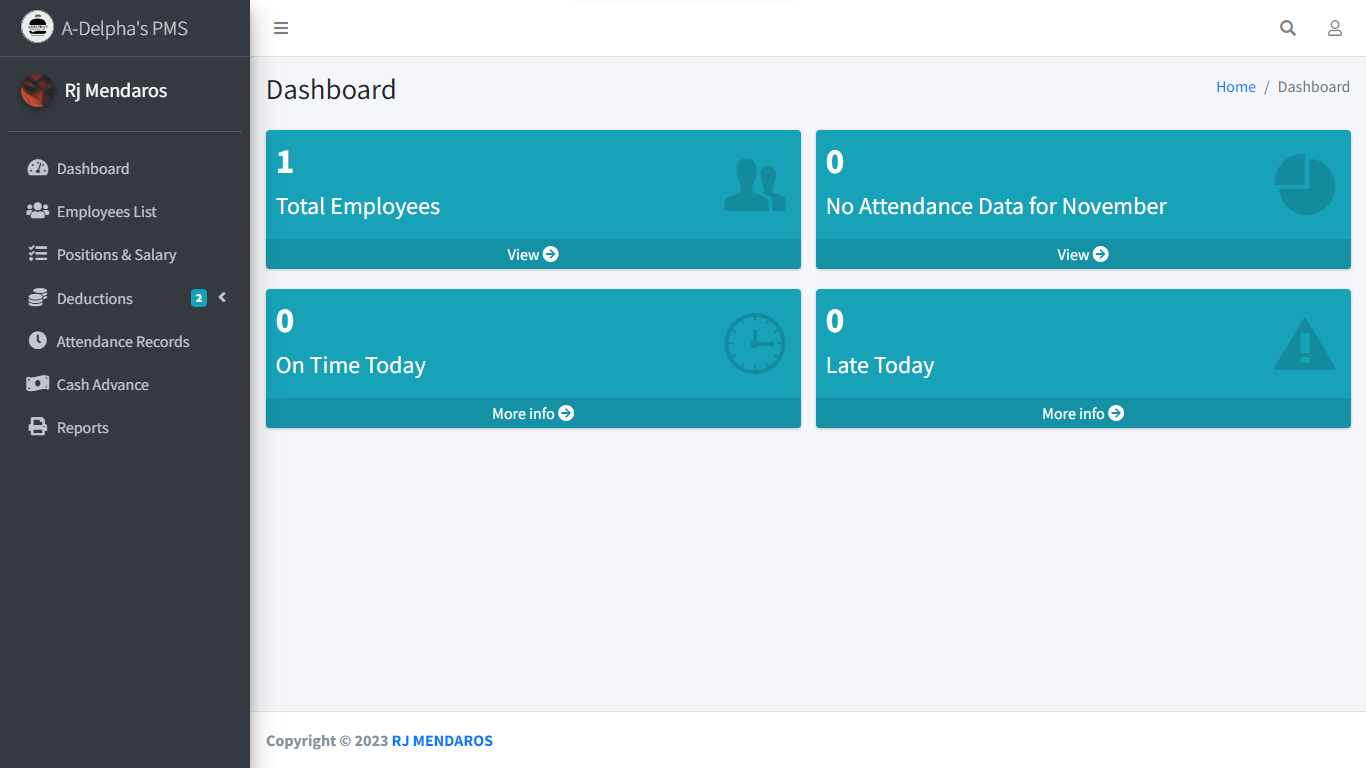 A-Delpha's PMS
Rj Mendaros
Dashboard
Employees List
Positions & Salary
Deductions 2
Attendance Records
Cash Advance
Reports
Dashboard
Home / Dashboard
1
Total Employees
View
0
No Attendance Data for November
View
0
On Time Today
More info
0
Late Today
More info
Copyright © 2023 RJ MENDAROS